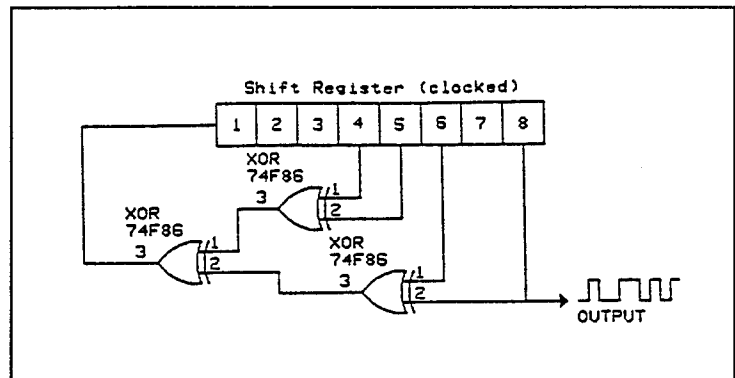 Shift Register (clocked)
1 2 3 4 5 6 7 8
XOR
74F86
3
1
2
XOR
74F86
3
1
2
XOR
74F86
3
1
2
OUTPUT